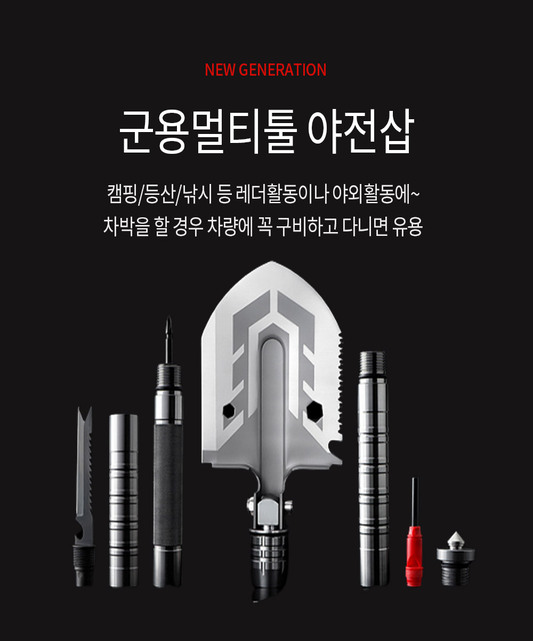 NEW GENERATION
군용멀티툴 야전삽
캠핑/등산/낚시 등 레더활동이나 야외활동에~
차박을 할 경우 차량에 꼭 구비하고 다니면 유용